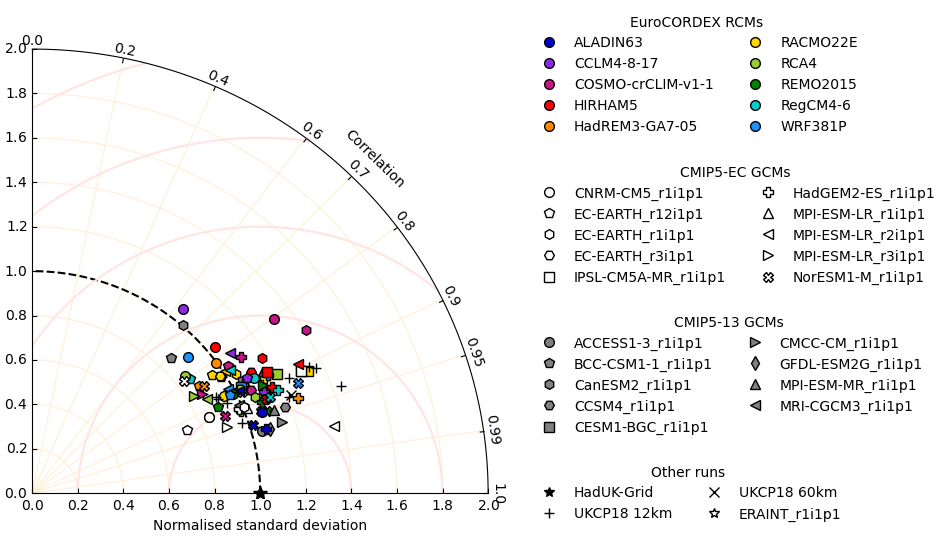 0.0
0.2
0.4
0.6
Correlation
0.7
0.8
0.9
0.95
0.99
1.0
2.0
1.8
1.6
1.4
1.2
1.0
0.8
0.6
0.4
0.2
0.0
0.0 0.2 0.4 0.6 0.8 1.0 1.2 1.4 1.6 1.8 2.0
Normalised standard deviation
EuroCORDEX RCMs
ALADIN63 RACMO22E
CCLM4-8-17 RCA4
COSMO-crCLIM-v1-1 REMO2015
HIRHAM5 RegCM4-6
HadREM3-GA7-05 WRF381P
CMIP5-EC GCMs
CNRM-CM5_r1i1p1 HadGEM2-ES_r1i1p1
EC-EARTH_r12i1p1 MPI-ESM-LR_r1i1p1
EC-EARTH_r1i1p1 MPI-ESM-LR_r2i1p1
EC-EARTH_r3i1p1 MPI-ESM-LR_r3i1p1
IPSL-CM5A-MR_r1i1p1 NorESM1-M_r1i1p1
CMIP5-13 GCMs
ACCESS1-3_r1i1p1 CMCC-CM_r1i1p1
BCC-CSM1-1_r1i1p1 GFDL-ESM2G_r1i1p1
CanESM2_r1i1p1 MPI-ESM-MR_r1i1p1
CCSM4_r1i1p1 MRI-CGCM3_r1i1p1
CESM1-BGC_r1i1p1
Other runs
HadUK-Grid UKCP18 60km
UKCP18 12km ERAINT_r1i1p1